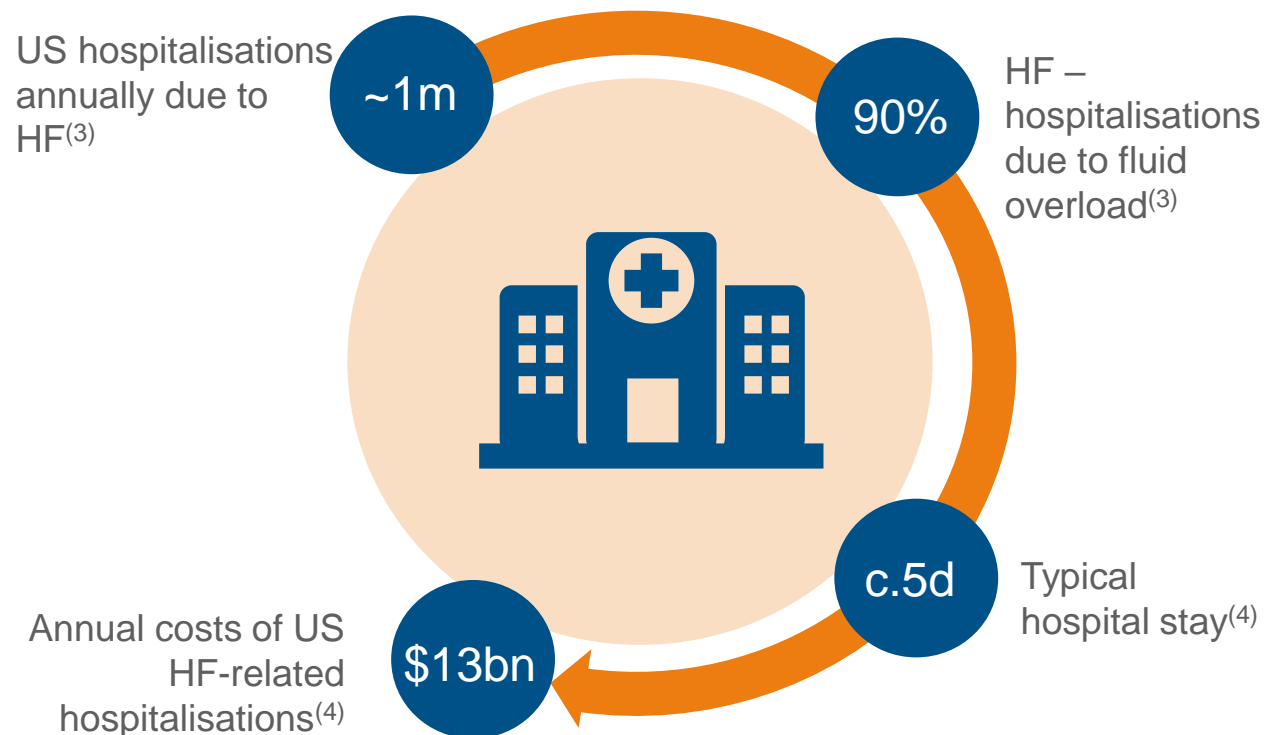 US hospitalisations
annually due to
HF(3)
~1m
90%
HF –
hospitalisations
due to fluid
overload(3)
c.5d
Typical
hospital stay(4)
$13bn
Annual costs of US
HF-related
hospitalisations(4)